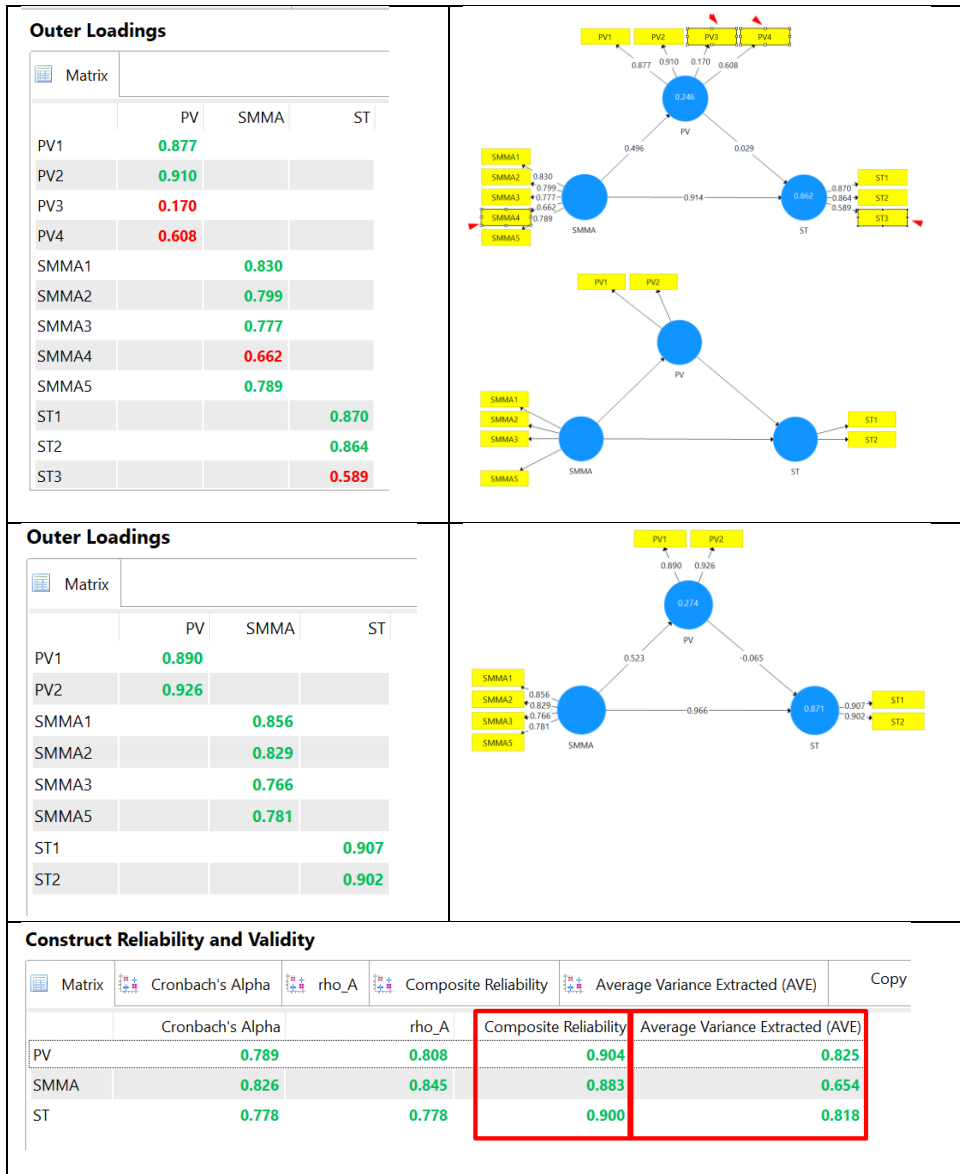 Outer Loadings
Matrix
PV SMMA ST
PV1 0.877
PV2 0.910
PV3 0.170
PV4 0.608
SMMA1 0.830
SMMA2 0.799
SMMA3 0.777
SMMA4 0.662
SMMA5 0.789
ST1 0.870
ST2 0.864
ST3 0.589
PV1 PV2 PV3 PV4
0.877 0.910 0.170 0.608
0.246
PV
0.496 0.029
SMMA1
SMMA2 0.830
0.799
SMMA3 0.777
0.662
SMMA4 0.789
SMMA5
SMMA
0.914
0.862
ST
0.870 ST1
0.864 ST2
0.589 ST3
PV1 PV2
PV
SMMA1
SMMA2
SMMA3
SMMA5
SMMA
ST
ST1
ST2
Outer Loadings
Matrix
PV SMMA ST
PV1 0.890
PV2 0.926
SMMA1 0.856
SMMA2 0.829
SMMA3 0.766
SMMA5 0.781
ST1 0.907
ST2 0.902
PV1 PV2
0.890 0.926
0.274
PV
0.523 -0.065
SMMA1
SMMA2 0.856
0.829
SMMA3 0.766
0.781
SMMA5
SMMA
0.966
0.871
ST
0.907 ST1
0.902 ST2
Construct Reliability and Validity
Matrix Cronbach's Alpha rho_A Composite Reliability Average Variance Extracted (AVE) Copy
Cronbach's Alpha rho_A Composite Reliability Average Variance Extracted (AVE)
PV 0.789 0.808 0.904 0.825
SMMA 0.826 0.845 0.883 0.654
ST 0.778 0.778 0.900 0.818